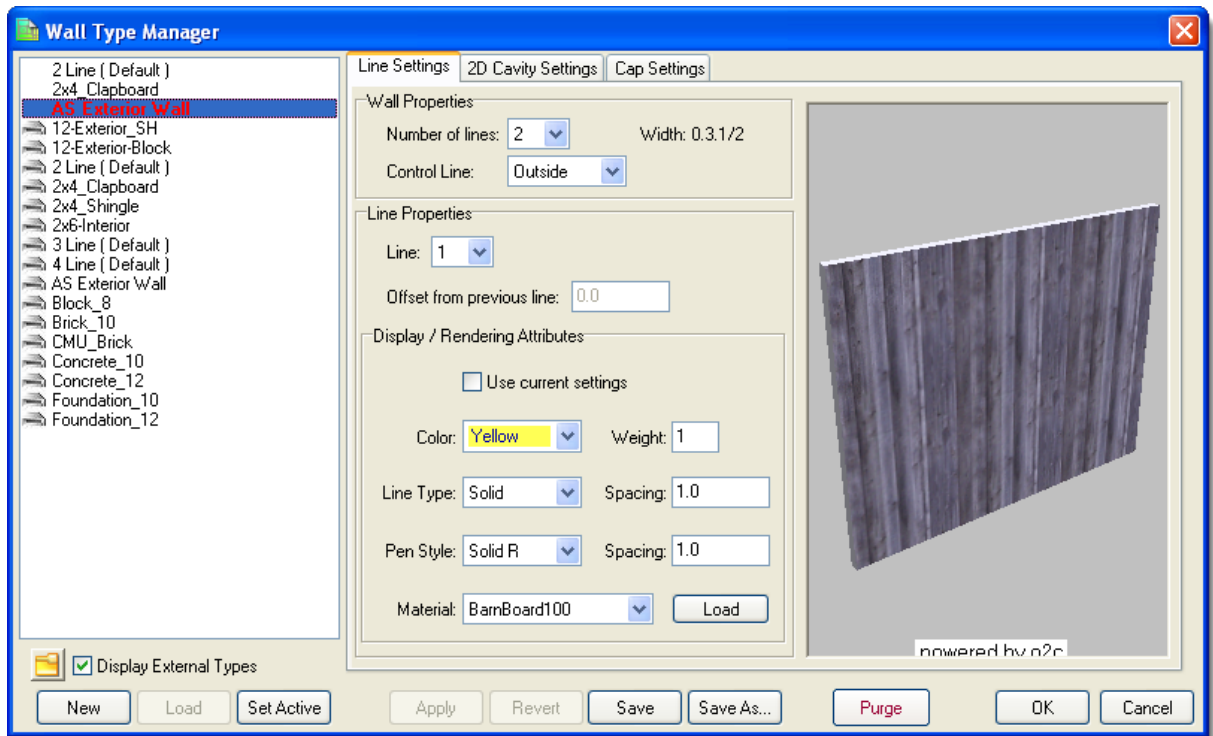 Wall Type Manager
2 Line ( Default )
2x4_Clapboard
AS Exterior Wall
12-Exterior_SH
12-Exterior-Block
2 Line ( Default )
2x4_Clapboard
2x4_Shingle
2x6-Interior
3 Line ( Default )
4 Line ( Default )
AS Exterior Wall
Block_8
Brick_10
CMU_Brick
Concrete_10
Concrete_12
Foundation_10
Foundation_12
Display External Types
Line Settings 2D Cavity Settings Cap Settings
Wall Properties
Number of lines: 2 Width: 0.3.1/2
Control Line: Outside
Line Properties
Line: 1
Offset from previous line: 0.0
Display / Rendering Attributes
Use current settings
Color: Yellow Weight: 1
Line Type: Solid Spacing: 1.0
Pen Style: Solid R Spacing: 1.0
Material: BarnBoard100 Load
powered by o2c
New Load Set Active Apply Revert Save Save As... Purge OK Cancel